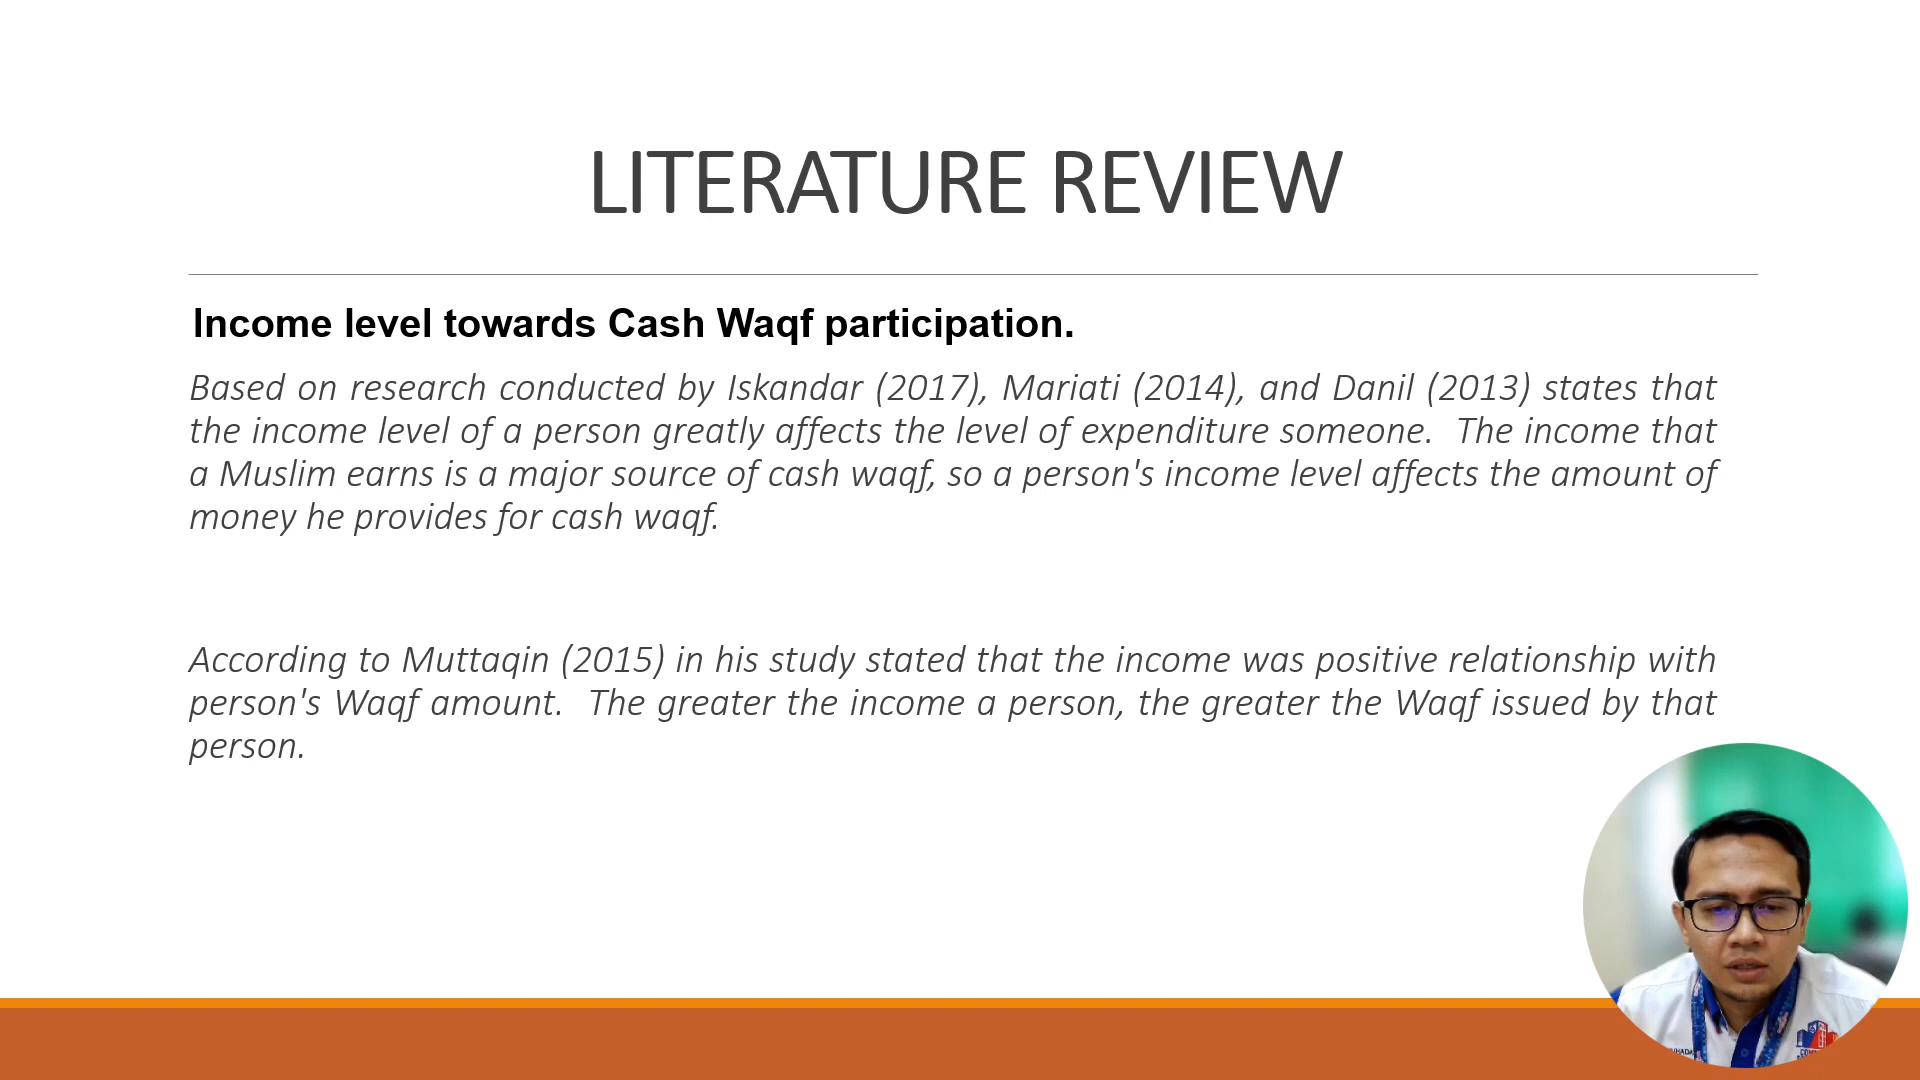 LITERATURE REVIEW
Income level towards Cash Waqf participation.
Based on research conducted by Iskandar (2017), Mariati (2014), and Danil (2013) states that
the income level of a person greatly affects the level of expenditure someone.  The income that
a Muslim earns is a major source of cash waqf, so a person's income level affects the amount of
money he provides for cash waqf.
According to Muttaqin (2015) in his study stated that the income was positive relationship with
person's Waqf amount.  The greater the income a person, the greater the Waqf issued by that
person.